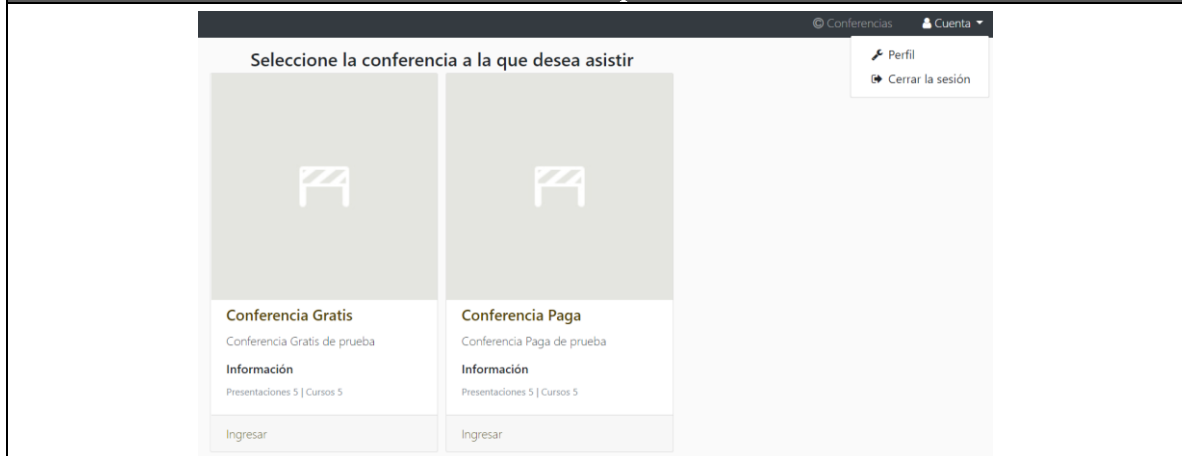 Conferencias Cuenta
Perfil
Cerrar la sesión
Seleccione la conferencia a la que desea asistir
Conferencia Gratis
Conferencia Gratis de prueba
Información
Presentaciones 5 | Cursos 5
Ingresar
Conferencia Paga
Conferencia Paga de prueba
Información
Presentaciones 5 | Cursos 5
Ingresar